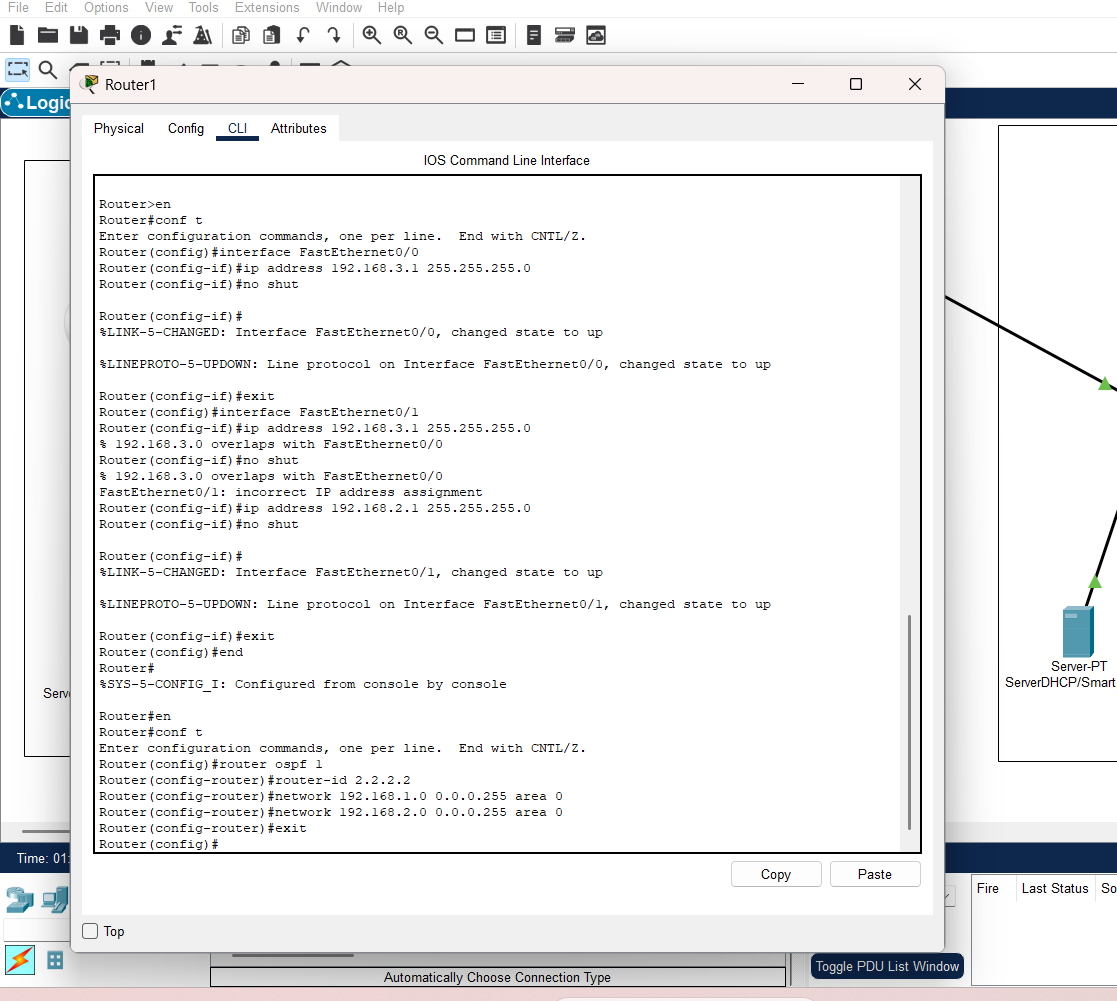 File Edit Options View Tools Extensions Window Help
Logic
Router1
Physical Config CLI Attributes
IOS Command Line Interface
Router>en
Router#conf t
Enter configuration commands, one per line.  End with CNTL/Z.
Router(config)#interface FastEthernet0/0
Router(config-if)#ip address 192.168.3.1 255.255.255.0
Router(config-if)#no shut
Router(config-if)#
%LINK-5-CHANGED: Interface FastEthernet0/0, changed state to up
%LINEPROTO-5-UPDOWN: Line protocol on Interface FastEthernet0/0, changed state to up
Router(config-if)#exit
Router(config)#interface FastEthernet0/1
Router(config-if)#ip address 192.168.3.1 255.255.255.0
% 192.168.3.0 overlaps with FastEthernet0/0
Router(config-if)#no shut
% 192.168.3.0 overlaps with FastEthernet0/0
FastEthernet0/1: incorrect IP address assignment
Router(config-if)#ip address 192.168.2.1 255.255.255.0
Router(config-if)#no shut
Router(config-if)#
%LINK-5-CHANGED: Interface FastEthernet0/1, changed state to up
%LINEPROTO-5-UPDOWN: Line protocol on Interface FastEthernet0/1, changed state to up
Router(config-if)#exit
Router(config)#end
Router#
%SYS-5-CONFIG_I: Configured from console by console
Router#en
Router#conf t
Enter configuration commands, one per line.  End with CNTL/Z.
Router(config)#router ospf 1
Router(config-router)#router-id 2.2.2.2
Router(config-router)#network 192.168.1.0 0.0.0.255 area 0
Router(config-router)#network 192.168.2.0 0.0.0.255 area 0
Router(config-router)#exit
Router(config)#
Copy Paste
Top
Serv
Server-PT
ServerDHCP/Smart
Time: 01:
Fire Last Status So
Toggle PDU List Window
Automatically Choose Connection Type